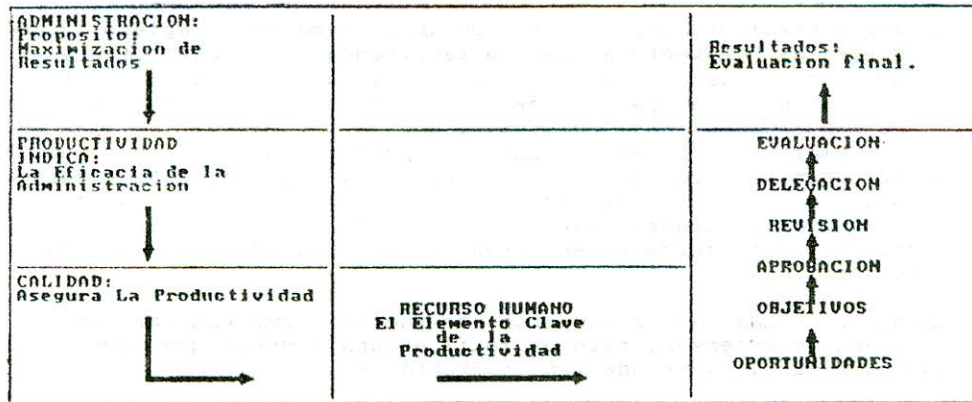 ADMINISTRACION:
Proposito:
Maximizacion de
Resultados
PRODUCTIVIDAD
INDICA:
La Eficacia de la
Administracion
CALIDAD:
Asegura La Productividad
RECURSO HUMANO
El Elemento Clave
de la
Productividad
Resultados:
Evaluacion final.
EVALUACION
DELEGACION
REVISION
APROBACION
OBJETIVOS
OPORTUNIDADES